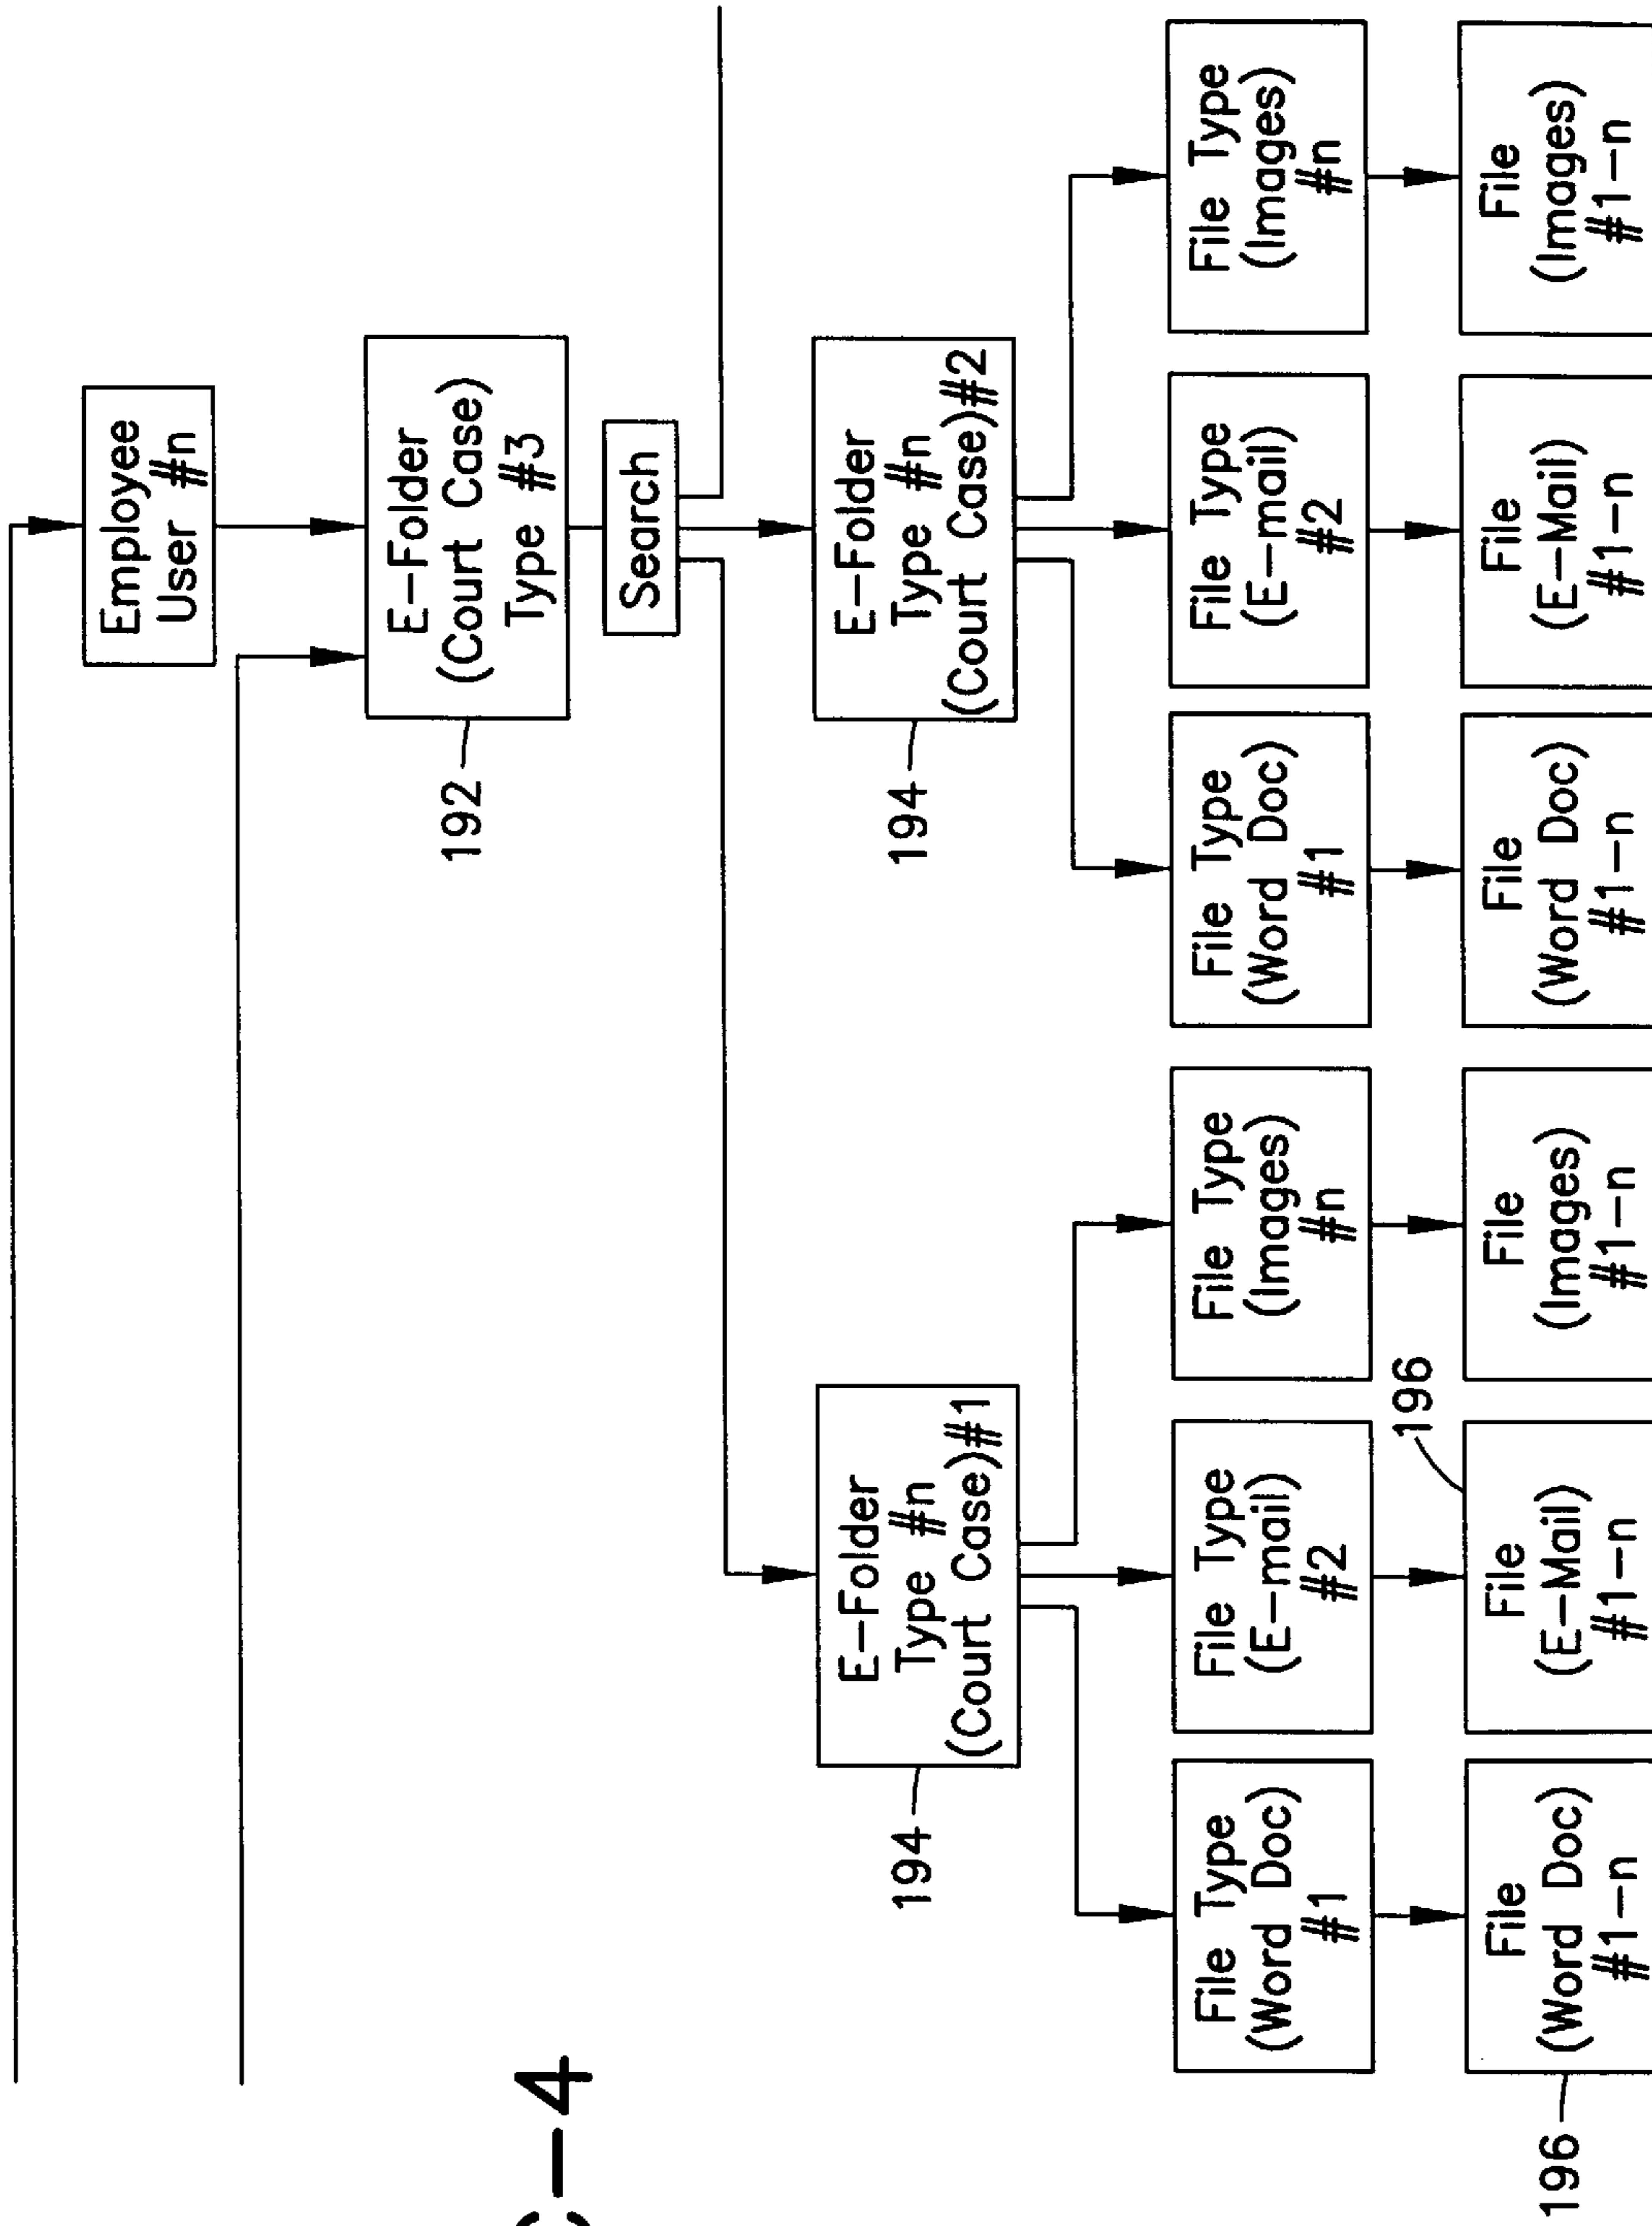 Employee
User #n
E-Folder
(Court Case)
Type #3
192
Search
E-Folder
Type #n
(Court Case)#1
194
E-Folder
Type #n
(Court Case)#2
194
File Type
(Word Doc)
#1
File Type
(E-mail)
#2
File Type
(Images)
#n
File Type
(Word Doc)
#1
File Type
(E-mail)
#2
File Type
(Images)
#n
196
File
(Word Doc)
#1-n
196
File
(E-Mail)
#1-n
File
(Images)
#1-n
File
(Word Doc)
#1-n
File
(E-Mail)
#1-n
File
(Images)
#1-n
-4